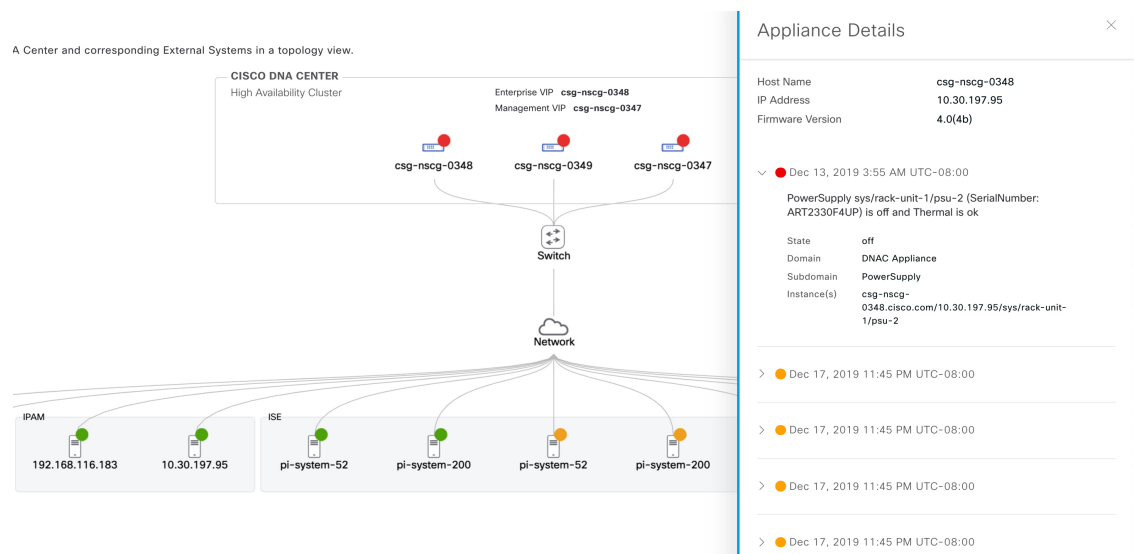 A Center and corresponding External Systems in a topology view.
CISCO DNA CENTER
High Availability Cluster
Enterprise VIP csg-nscg-0348
Management VIP csg-nscg-0347
csg-nscg-0348
csg-nscg-0349
csg-nscg-0347
Switch
Network
IPAM
192.168.116.183
10.30.197.95
ISE
pi-system-52
pi-system-200
pi-system-52
pi-system-200
Appliance Details
Host Name csg-nscg-0348
IP Address 10.30.197.95
Firmware Version 4.0(4b)
Dec 13, 2019 3:55 AM UTC-08:00
PowerSupply sys/rack-unit-1/psu-2 (SerialNumber:
ART2330F4UP) is off and Thermal is ok
State off
Domain DNAC Appliance
Subdomain PowerSupply
Instance(s) csg-nscg-
0348.cisco.com/10.30.197.95/sys/rack-unit-
1/psu-2
Dec 17, 2019 11:45 PM UTC-08:00
Dec 17, 2019 11:45 PM UTC-08:00
Dec 17, 2019 11:45 PM UTC-08:00
Dec 17, 2019 11:45 PM UTC-08:00